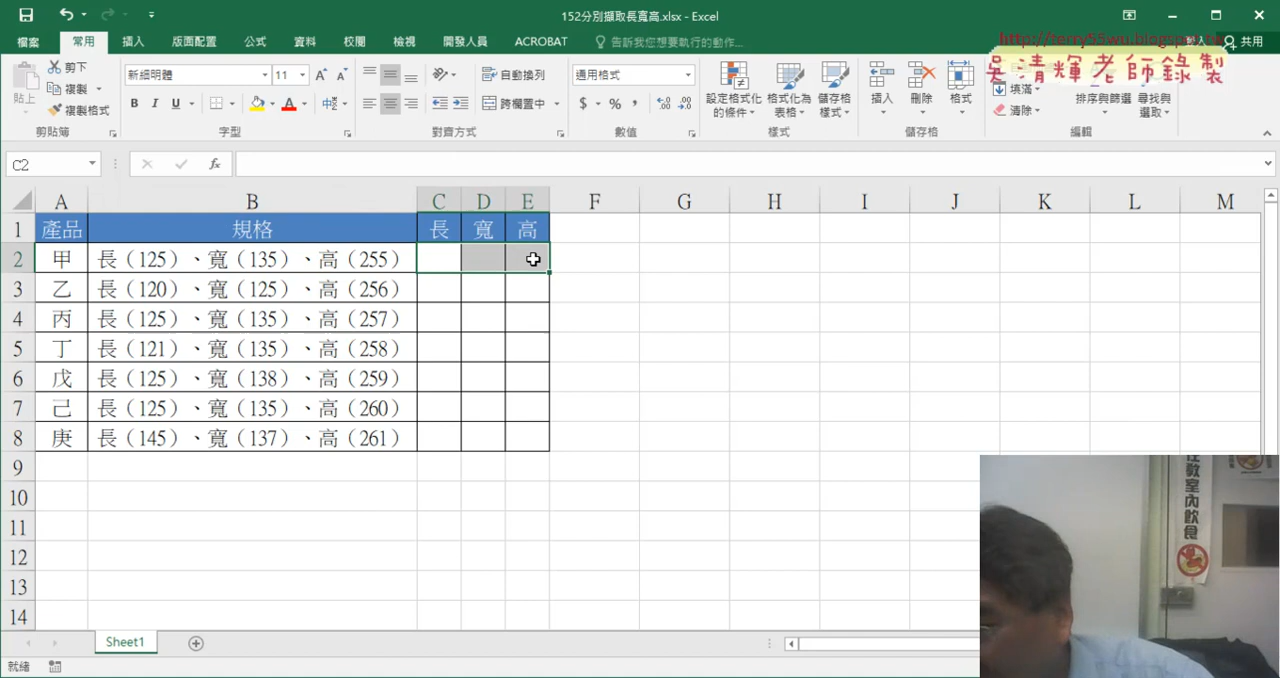 152分別擷取長寬高.xlsx - Excel
檔案 常用 插入 版面配置 公式 資料 校閱 檢視 開發人員 ACROBAT 告訴我您想要執行的動作... 共用
http://terry55wu.blogspot.tw
吳清輝老師錄製
貼上 剪下 複製 複製格式 剪貼簿
新細明體 11 B I U 字型
自動換列 跨欄置中 對齊方式
通用格式 $ % , 數值
設定格式化的條件 格式化為表格 儲存格樣式 樣式
插入 刪除 格式 儲存格
填滿 清除 排序與篩選 尋找與選取 編輯
C2 fx
A B C D E F G H I J K L M
1 產品 規格 長 寬 高
2 甲 長（125）、寬（135）、高（255）
3 乙 長（120）、寬（125）、高（256）
4 丙 長（125）、寬（135）、高（257）
5 丁 長（121）、寬（135）、高（258）
6 戊 長（125）、寬（138）、高（259）
7 己 長（125）、寬（135）、高（260）
8 庚 長（145）、寬（137）、高（261）
9
10
11
12
13
14
教室內飲食
Sheet1
就緒